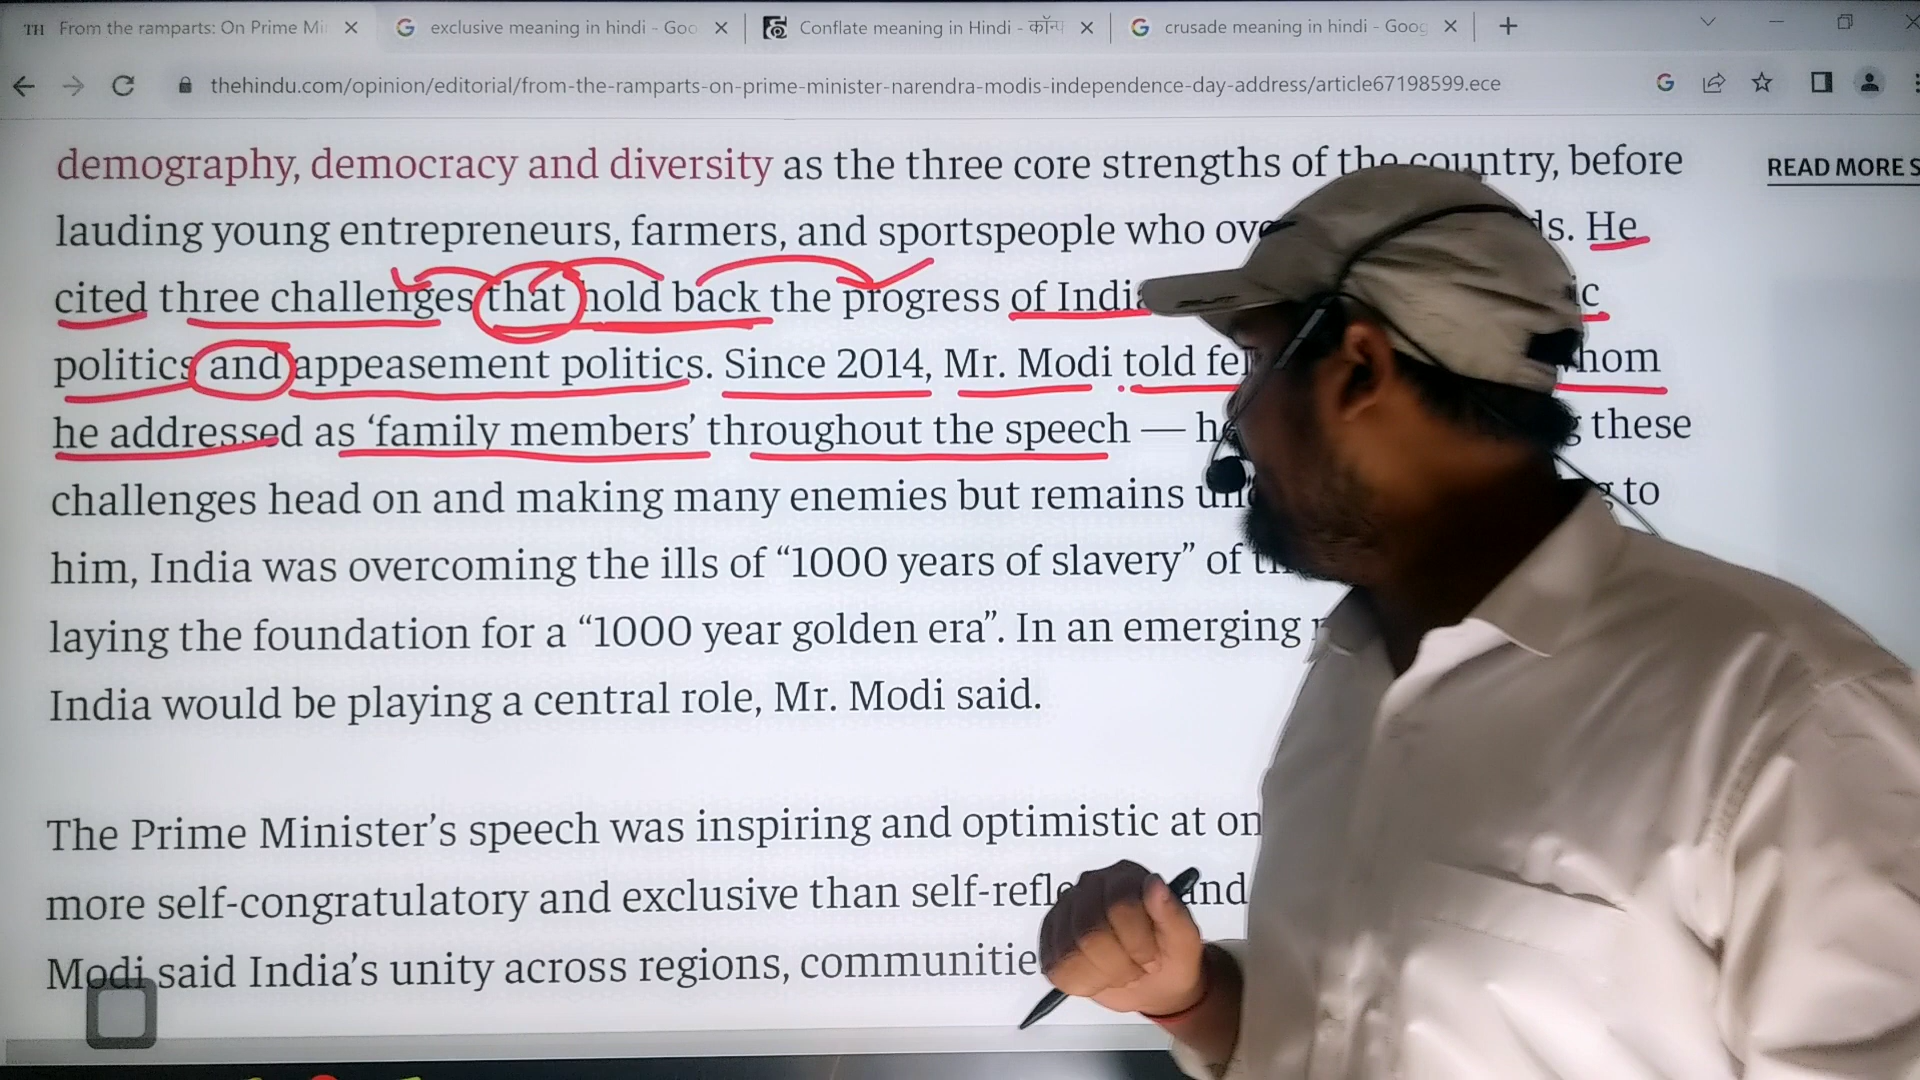 TH From the ramparts: On Prime Mi
exclusive meaning in hindi - Goo
Conflate meaning in Hindi - कॉन्प
crusade meaning in hindi - Goog
thehindu.com/opinion/editorial/from-the-ramparts-on-prime-minister-narendra-modis-independence-day-address/article67198599.ece
demography, democracy and diversity as the three core strengths of the country, before
READ MORE S
lauding young entrepreneurs, farmers, and sportspeople who ds. He
cited three challenges that hold back the progress of India ic
politics and appeasement politics. Since 2014, Mr. Modi told whom
he addressed as ‘family members’ throughout the speech — these
challenges head on and making many enemies but remains to
him, India was overcoming the ills of “1000 years of slavery” of
laying the foundation for a “1000 year golden era”. In an emerging
India would be playing a central role, Mr. Modi said.
The Prime Minister’s speech was inspiring and optimistic at
more self-congratulatory and exclusive than and
Modi said India’s unity across regions,